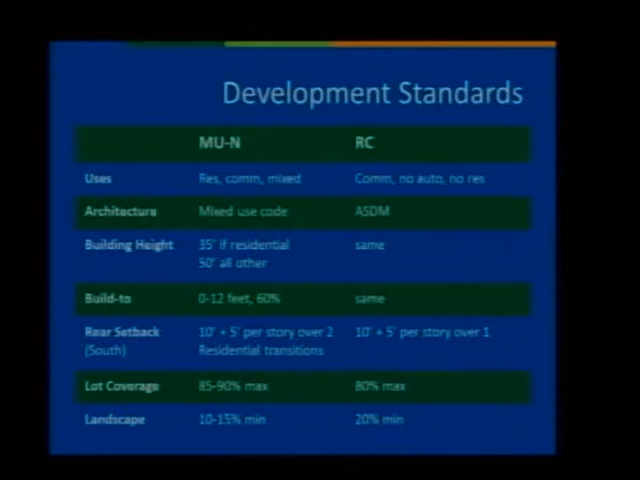 Development Standards
MU-N RC
Uses Res, comm, mixed Comm, no auto, no res
Architecture Mixed use code ASDM
Building Height 35' if residential same
50' all other
Build-to 0-12 feet, 60% same
Rear Setback 10' + 5' per story over 2 10' + 5' per story over 1
(South) Residential transitions
Lot Coverage 85-90% max 80% max
Landscape 10-15% min 20% min